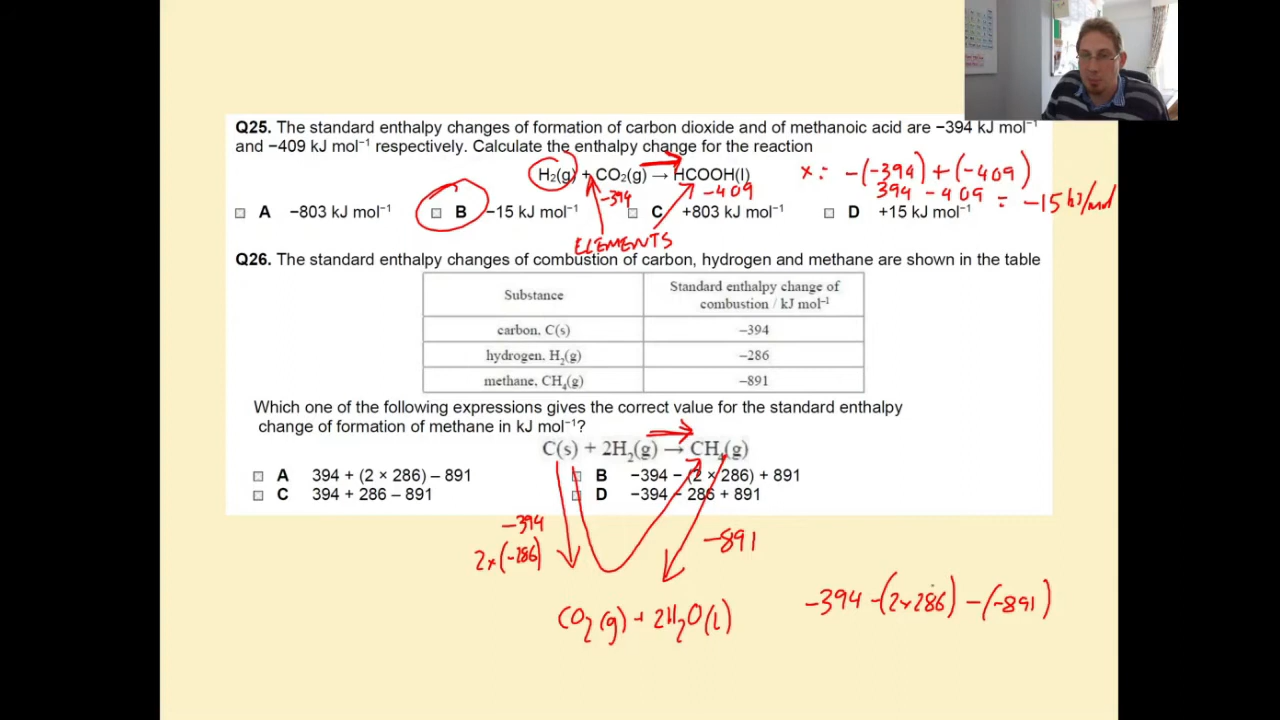 Q25. The standard enthalpy changes of formation of carbon dioxide and of methanoic acid are −394 kJ mol⁻¹
and −409 kJ mol⁻¹ respectively. Calculate the enthalpy change for the reaction
H₂(g) + CO₂(g) → HCOOH(l)
x = -(-394) + (-409)
-394
-409
394 - 409 = -15 kJ/mol
A −803 kJ mol⁻¹ B −15 kJ mol⁻¹ C +803 kJ mol⁻¹ D +15 kJ mol⁻¹
ELEMENTS
Q26. The standard enthalpy changes of combustion of carbon, hydrogen and methane are shown in the table
Substance Standard enthalpy change of
combustion / kJ mol⁻¹
carbon, C(s) −394
hydrogen, H₂(g) −286
methane, CH₄(g) −891
Which one of the following expressions gives the correct value for the standard enthalpy
change of formation of methane in kJ mol⁻¹?
C(s) + 2H₂(g) → CH₄(g)
A 394 + (2 × 286) – 891 B −394 − (2 × 286) + 891
C 394 + 286 – 891 D −394 − 286 + 891
-394
2x(-286)
-891
CO₂(g) + 2H₂O(l)
-394 -(2x286) -(-891)